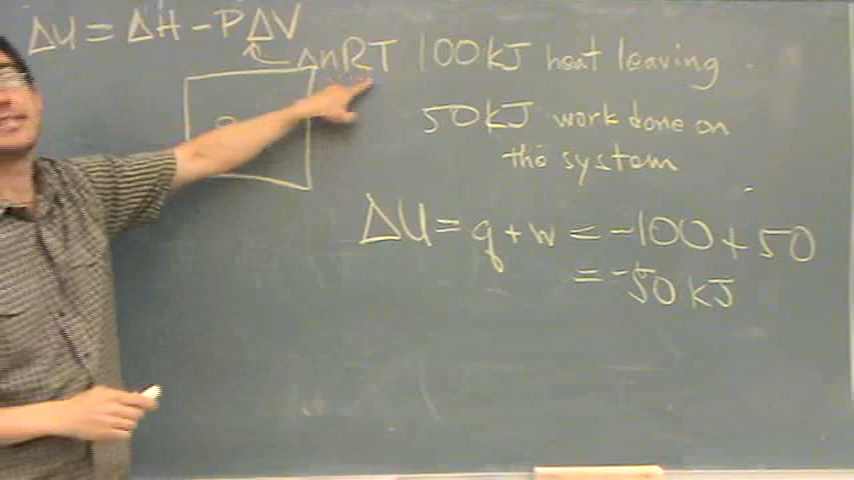 ΔU = ΔH - PΔV
ΔnRT
100 kJ heat leaving
50 kJ work done on
the system
ΔU = q + w = -100 + 50
= -50 kJ